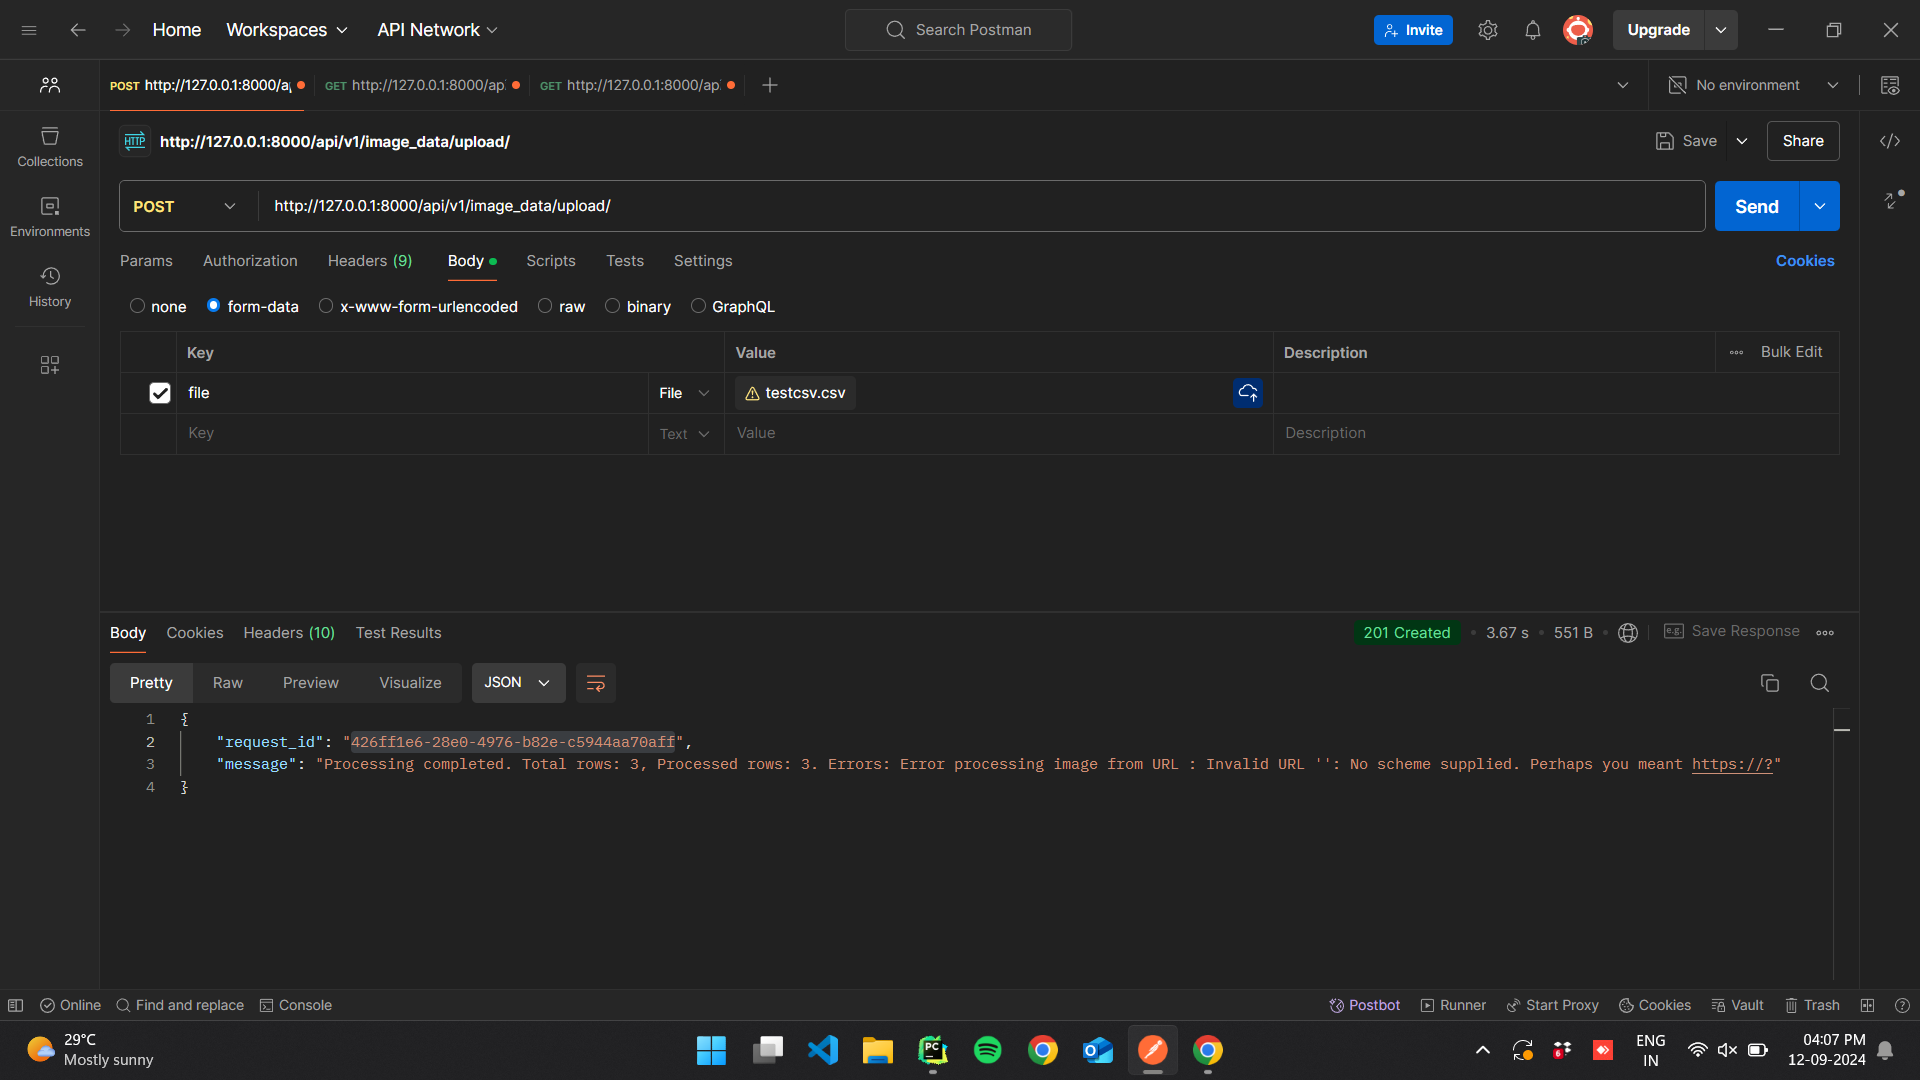 Home Workspaces API Network Search Postman Invite Upgrade
POST http://127.0.0.1:8000/a GET http://127.0.0.1:8000/ap GET http://127.0.0.1:8000/ap No environment
HTTP http://127.0.0.1:8000/api/v1/image_data/upload/ Save Share
Collections
POST http://127.0.0.1:8000/api/v1/image_data/upload/ Send
Environments
Params Authorization Headers (9) Body Scripts Tests Settings Cookies
History
none form-data x-www-form-urlencoded raw binary GraphQL
Key Value Description Bulk Edit
file File testcsv.csv
Key Text Value Description
Body Cookies Headers (10) Test Results 201 Created 3.67 s 551 B e.g. Save Response
Pretty Raw Preview Visualize JSON
1 {
2 "request_id": "426ff1e6-28e0-4976-b82e-c5944aa70aff",
3 "message": "Processing completed. Total rows: 3, Processed rows: 3. Errors: Error processing image from URL : Invalid URL '': No scheme supplied. Perhaps you meant https://?"
4 }
Online Find and replace Console Postbot Runner Start Proxy Cookies Vault Trash
29°C
Mostly sunny
PC
6
ENG
IN
04:07 PM
12-09-2024